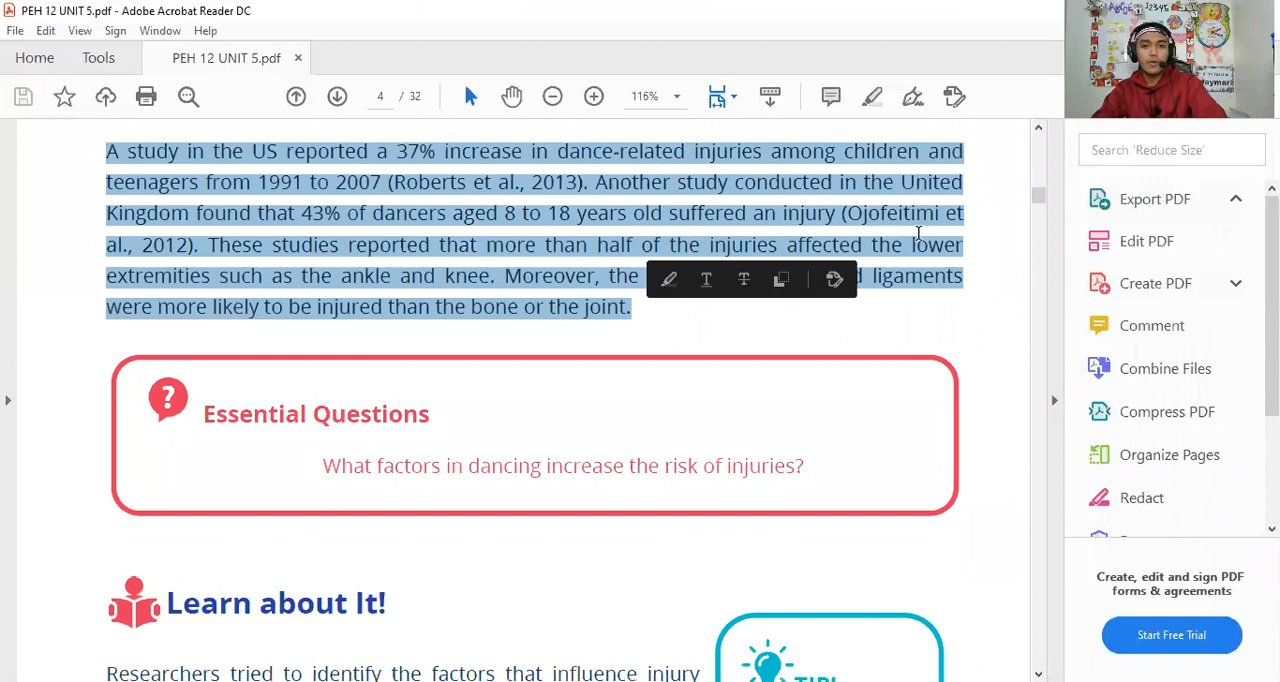 PEH 12 UNIT 5.pdf - Adobe Acrobat Reader DC
File Edit View Sign Window Help
Home Tools PEH 12 UNIT 5.pdf ×
4 / 32 116%
A study in the US reported a 37% increase in dance-related injuries among children and
teenagers from 1991 to 2007 (Roberts et al., 2013). Another study conducted in the United
Kingdom found that 43% of dancers aged 8 to 18 years old suffered an injury (Ojofeitimi et
al., 2012). These studies reported that more than half of the injuries affected the lower
extremities such as the ankle and knee. Moreover, the ligaments
were more likely to be injured than the bone or the joint.
? Essential Questions
What factors in dancing increase the risk of injuries?
Learn about It!
Researchers tried to identify the factors that influence injury
Search 'Reduce Size'
Export PDF
Edit PDF
Create PDF
Comment
Combine Files
Compress PDF
Organize Pages
Redact
Create, edit and sign PDF
forms & agreements
Start Free Trial